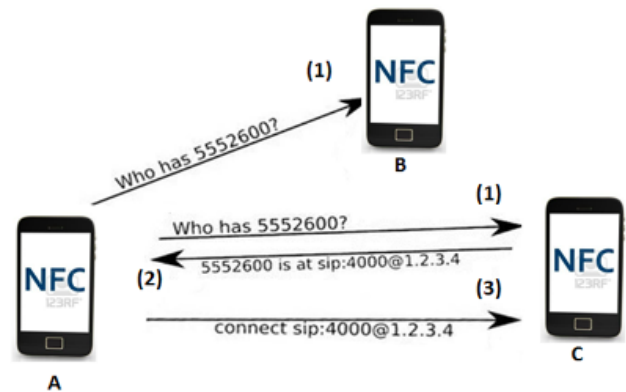 (1)
NFC
123RF
B
Who has 5552600?
(1)
Who has 5552600?
5552600 is at sip:4000@1.2.3.4
(2)
(3)
connect sip:4000@1.2.3.4
NFC
123RF
A
NFC
123RF
C